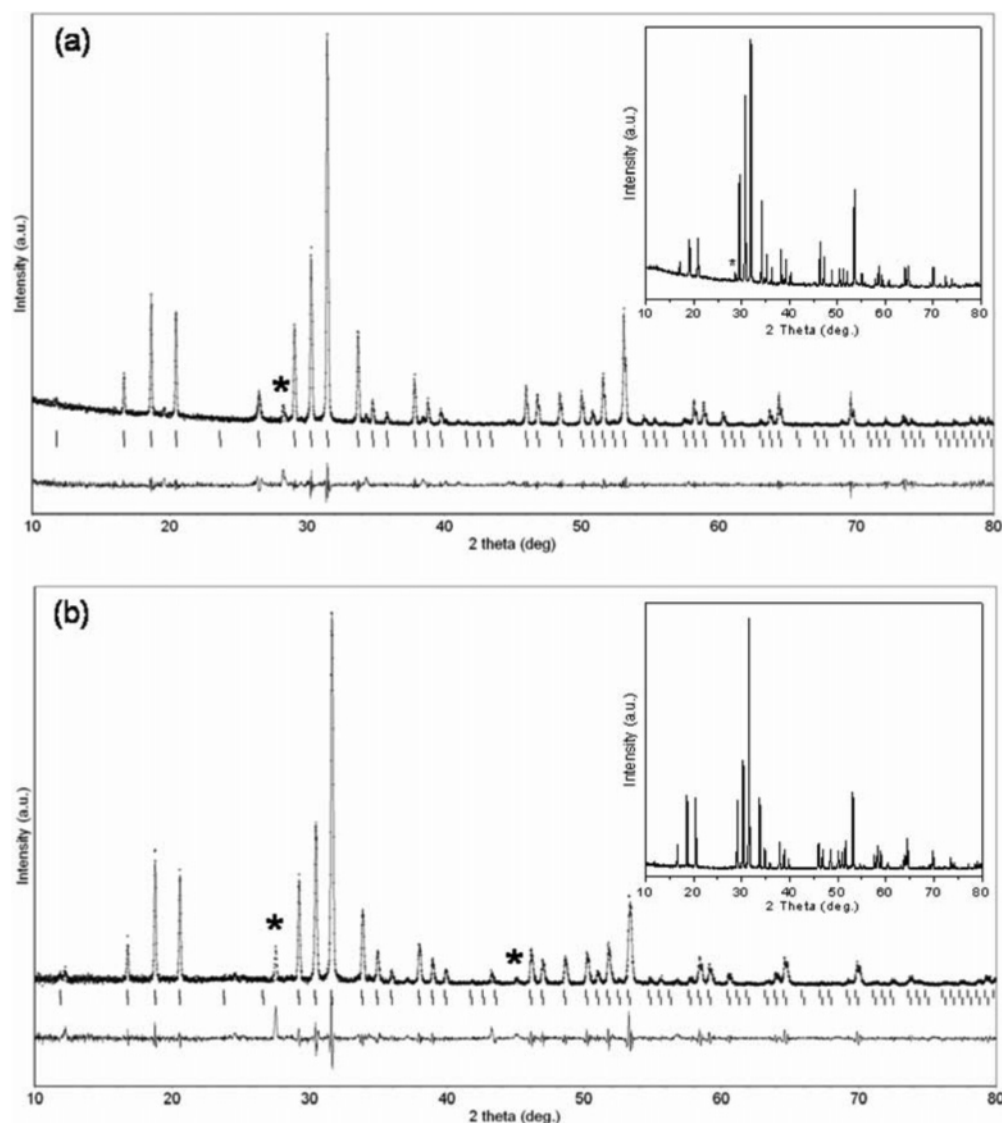 (a)
*
Intensity (a.u.)
10 20 30 40 50 60 70 80
2 theta (deg)
*
Intensity (a.u.)
10 20 30 40 50 60 70 80
2 Theta (deg.)
(b)
* *
Intensity (a.u.)
10 20 30 40 50 60 70 80
2 theta (deg.)
Intensity (a.u.)
10 20 30 40 50 60 70 80
2 Theta (deg.)